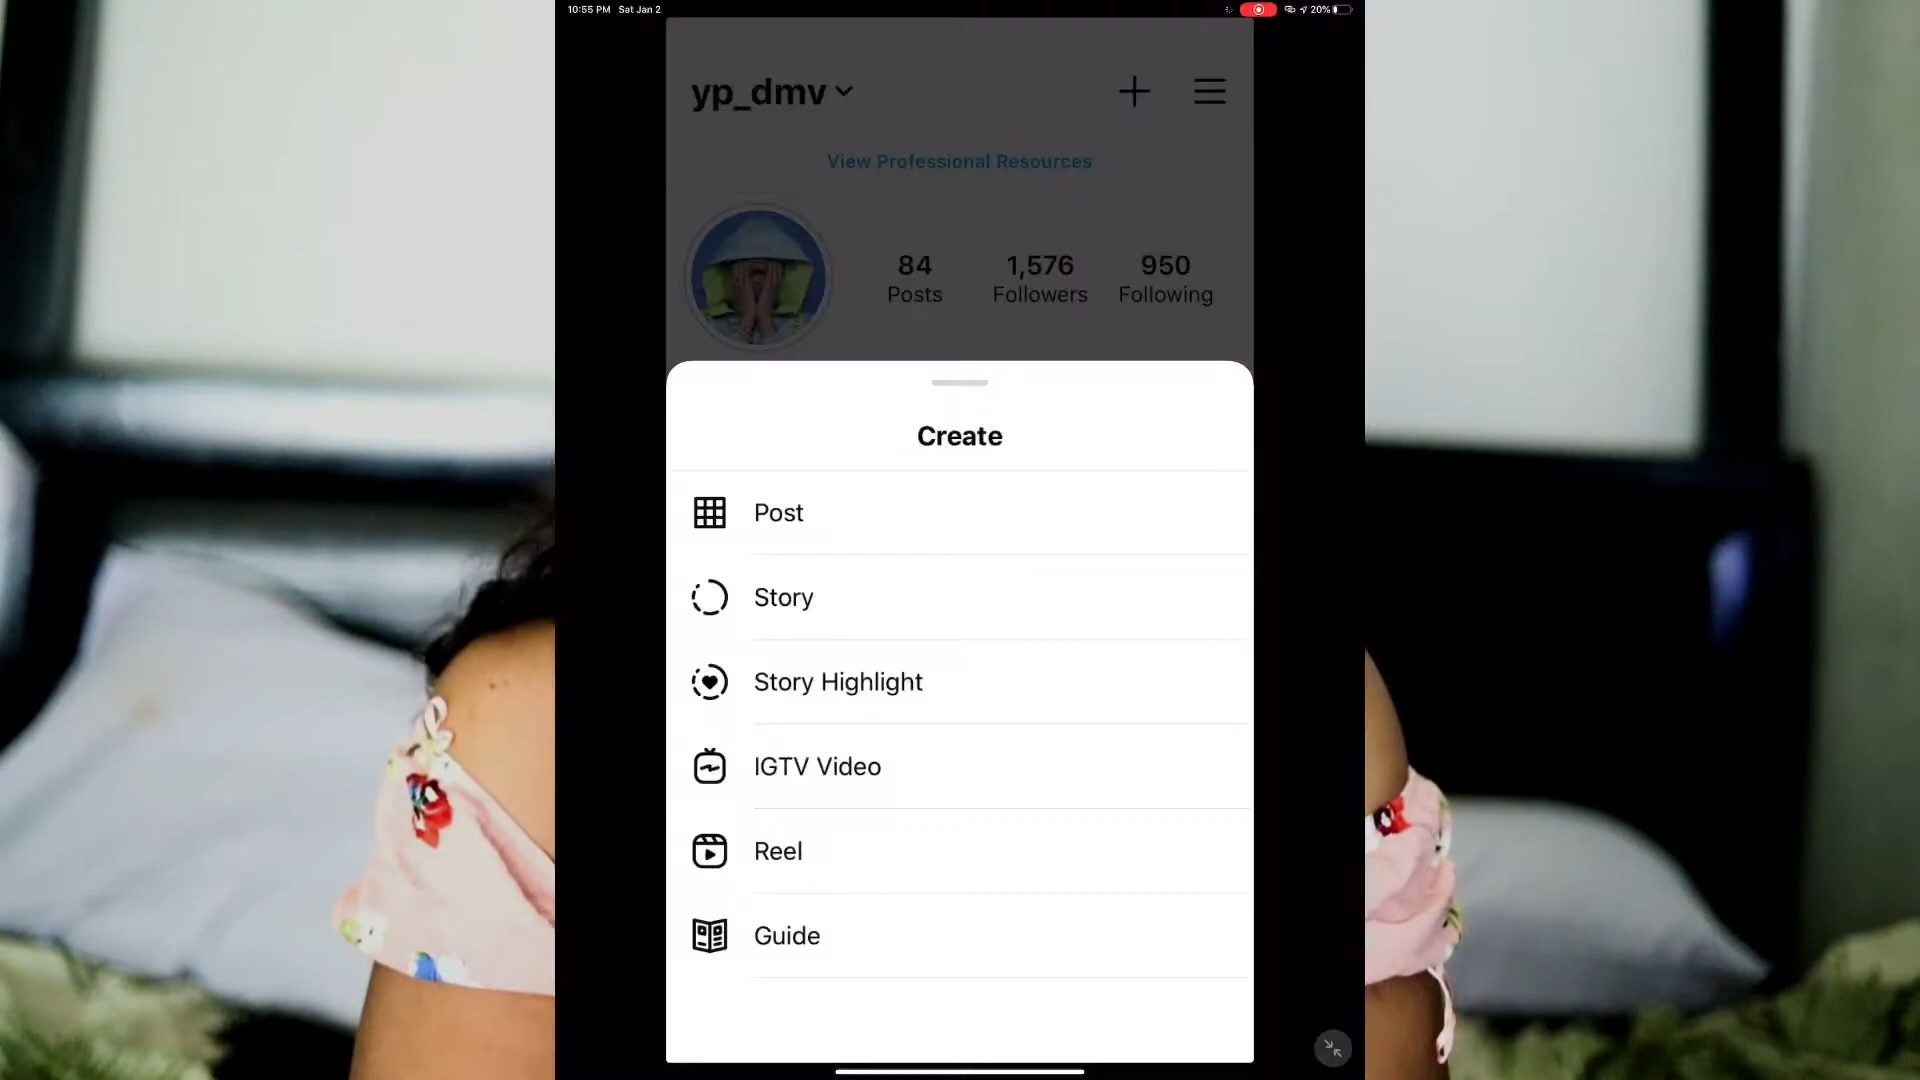 10:55 PM Sat Jan 2
20%
yp_dmv
View Professional Resources
84
Posts
1,576
Followers
950
Following
Create
Post
Story
Story Highlight
IGTV Video
Reel
Guide